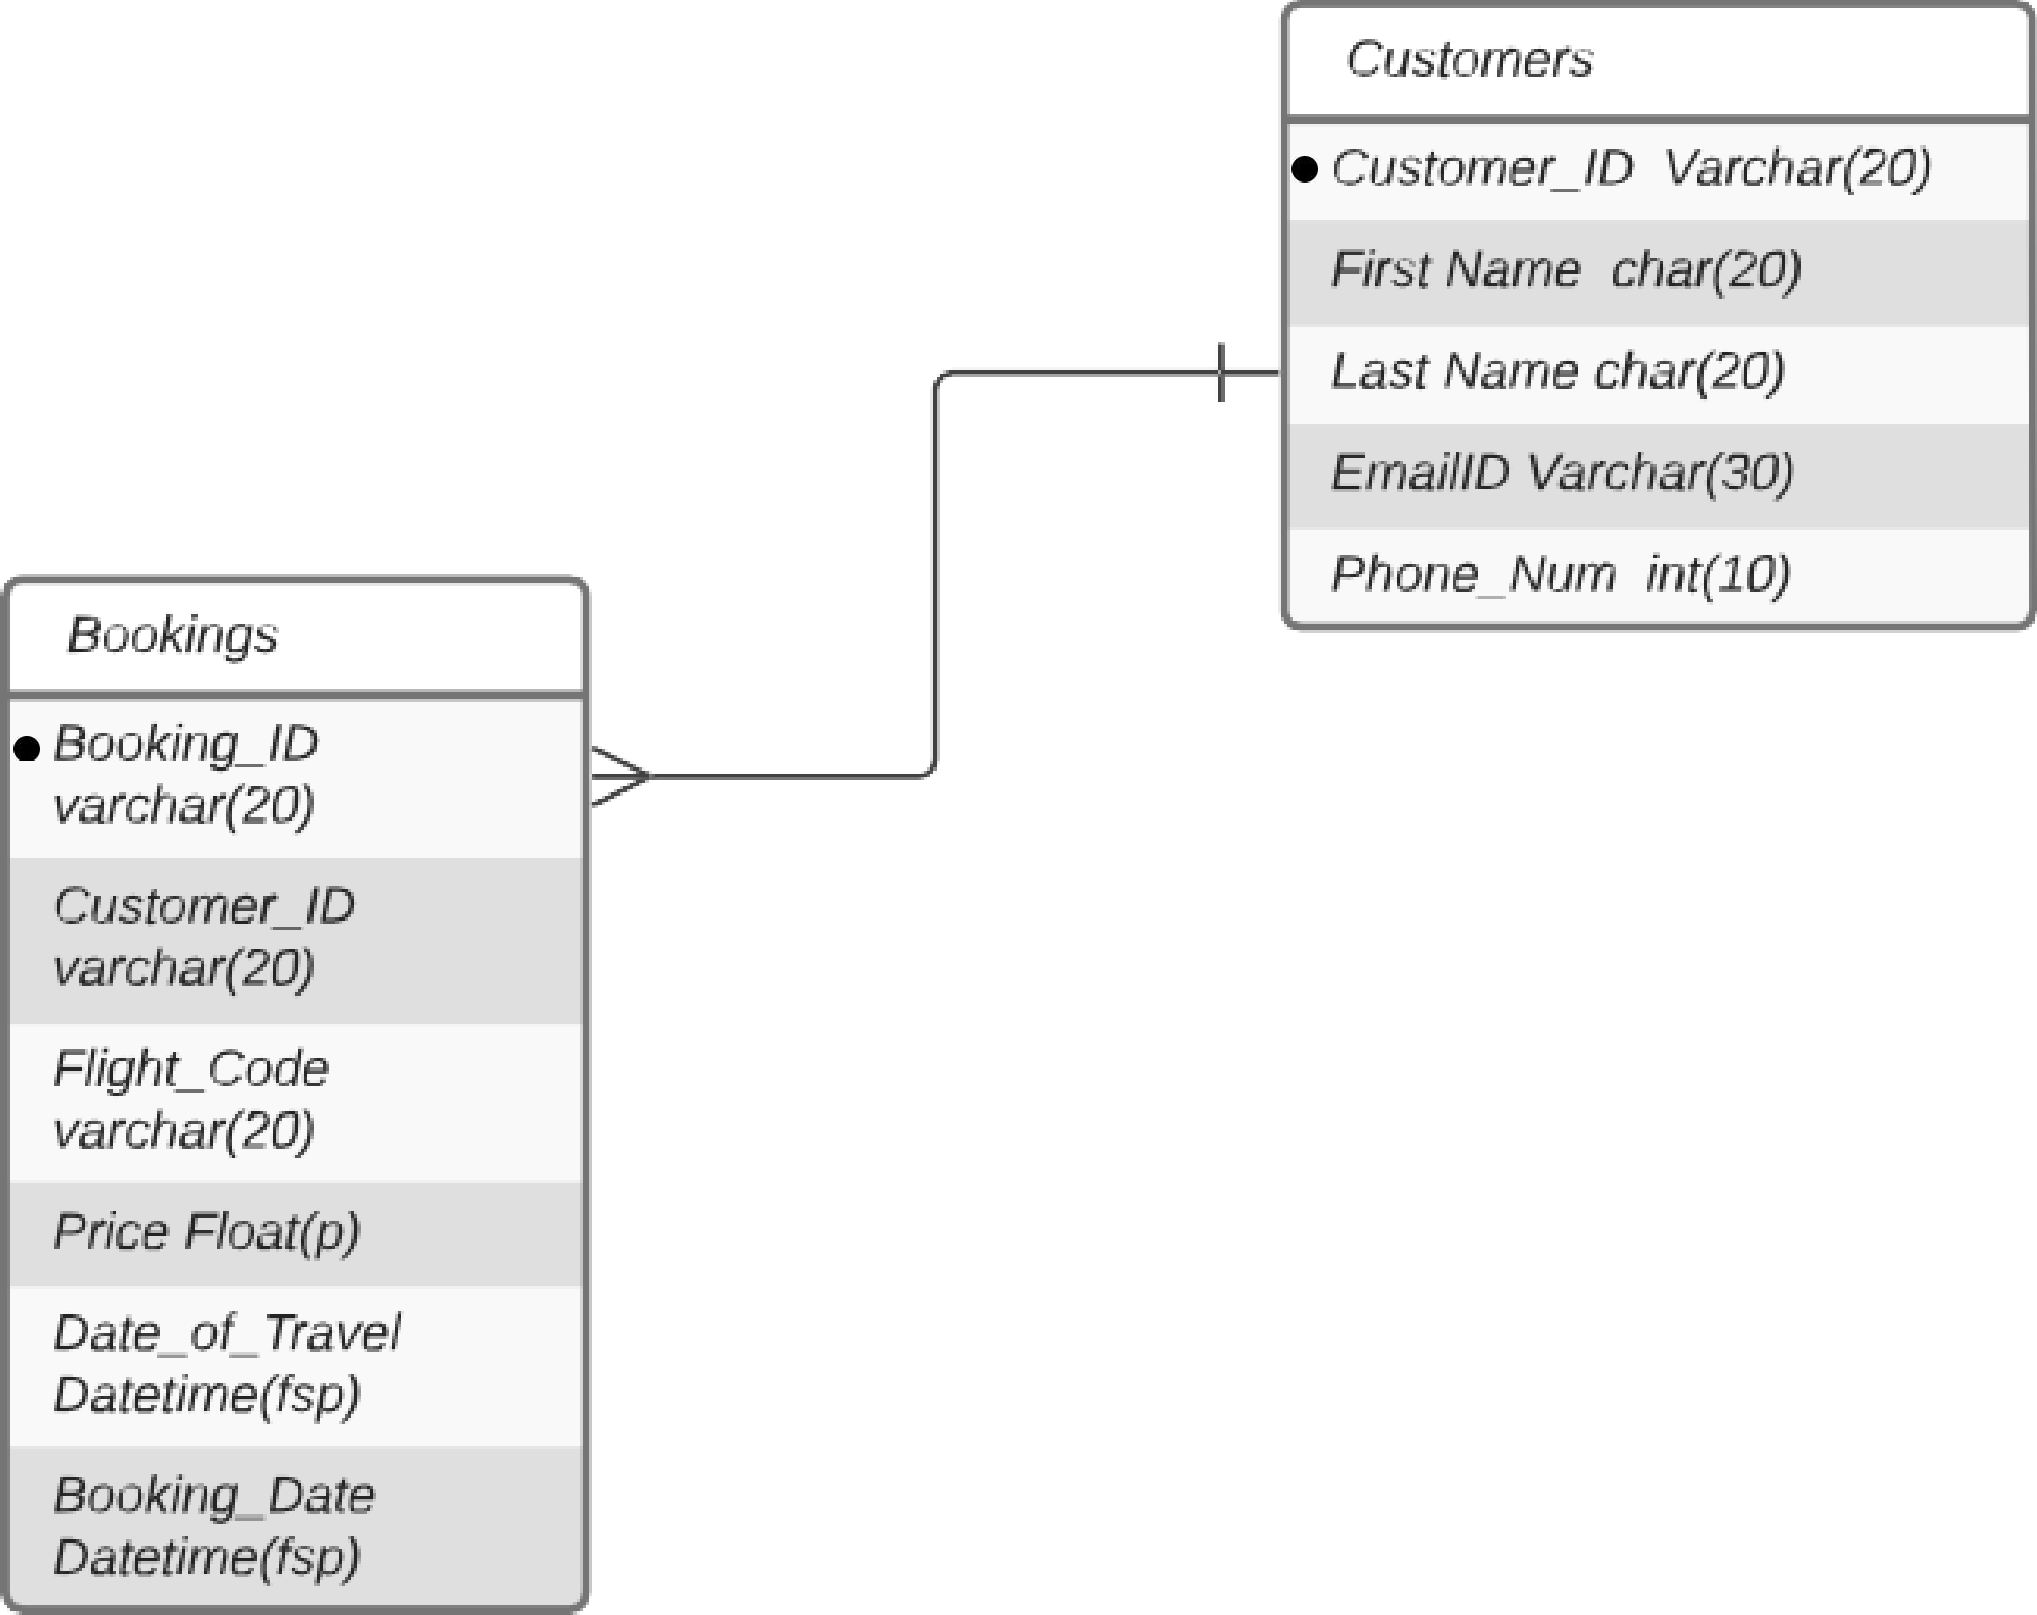 Customers
Customer_ID Varchar(20)
First Name char(20)
Last Name char(20)
EmailID Varchar(30)
Phone_Num int(10)
Bookings
Booking_ID
varchar(20)
Customer_ID
varchar(20)
Flight_Code
varchar(20)
Price Float(p)
Date_of_Travel
Datetime(fsp)
Booking_Date
Datetime(fsp)